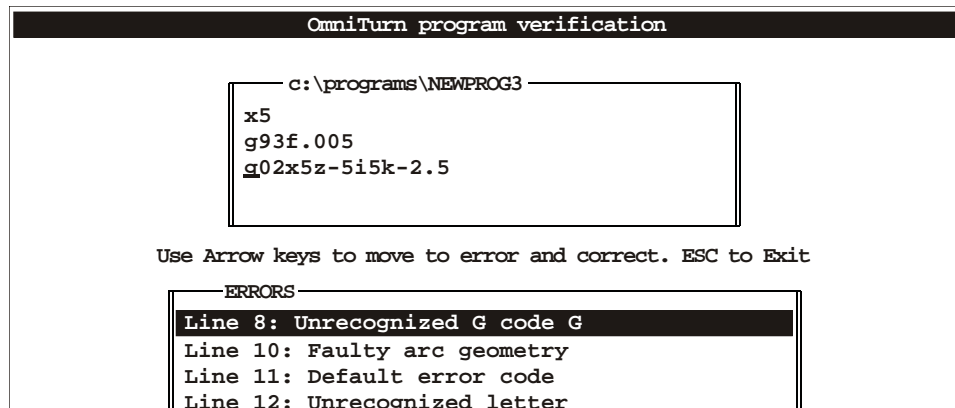 OmniTurn program verification
c:\programs\NEWPROG3
x5
g93f.005
g02x5z-5i5k-2.5
Use Arrow keys to move to error and correct. ESC to Exit
ERRORS
Line 8: Unrecognized G code G
Line 10: Faulty arc geometry
Line 11: Default error code
Line 12: Unrecognized letter